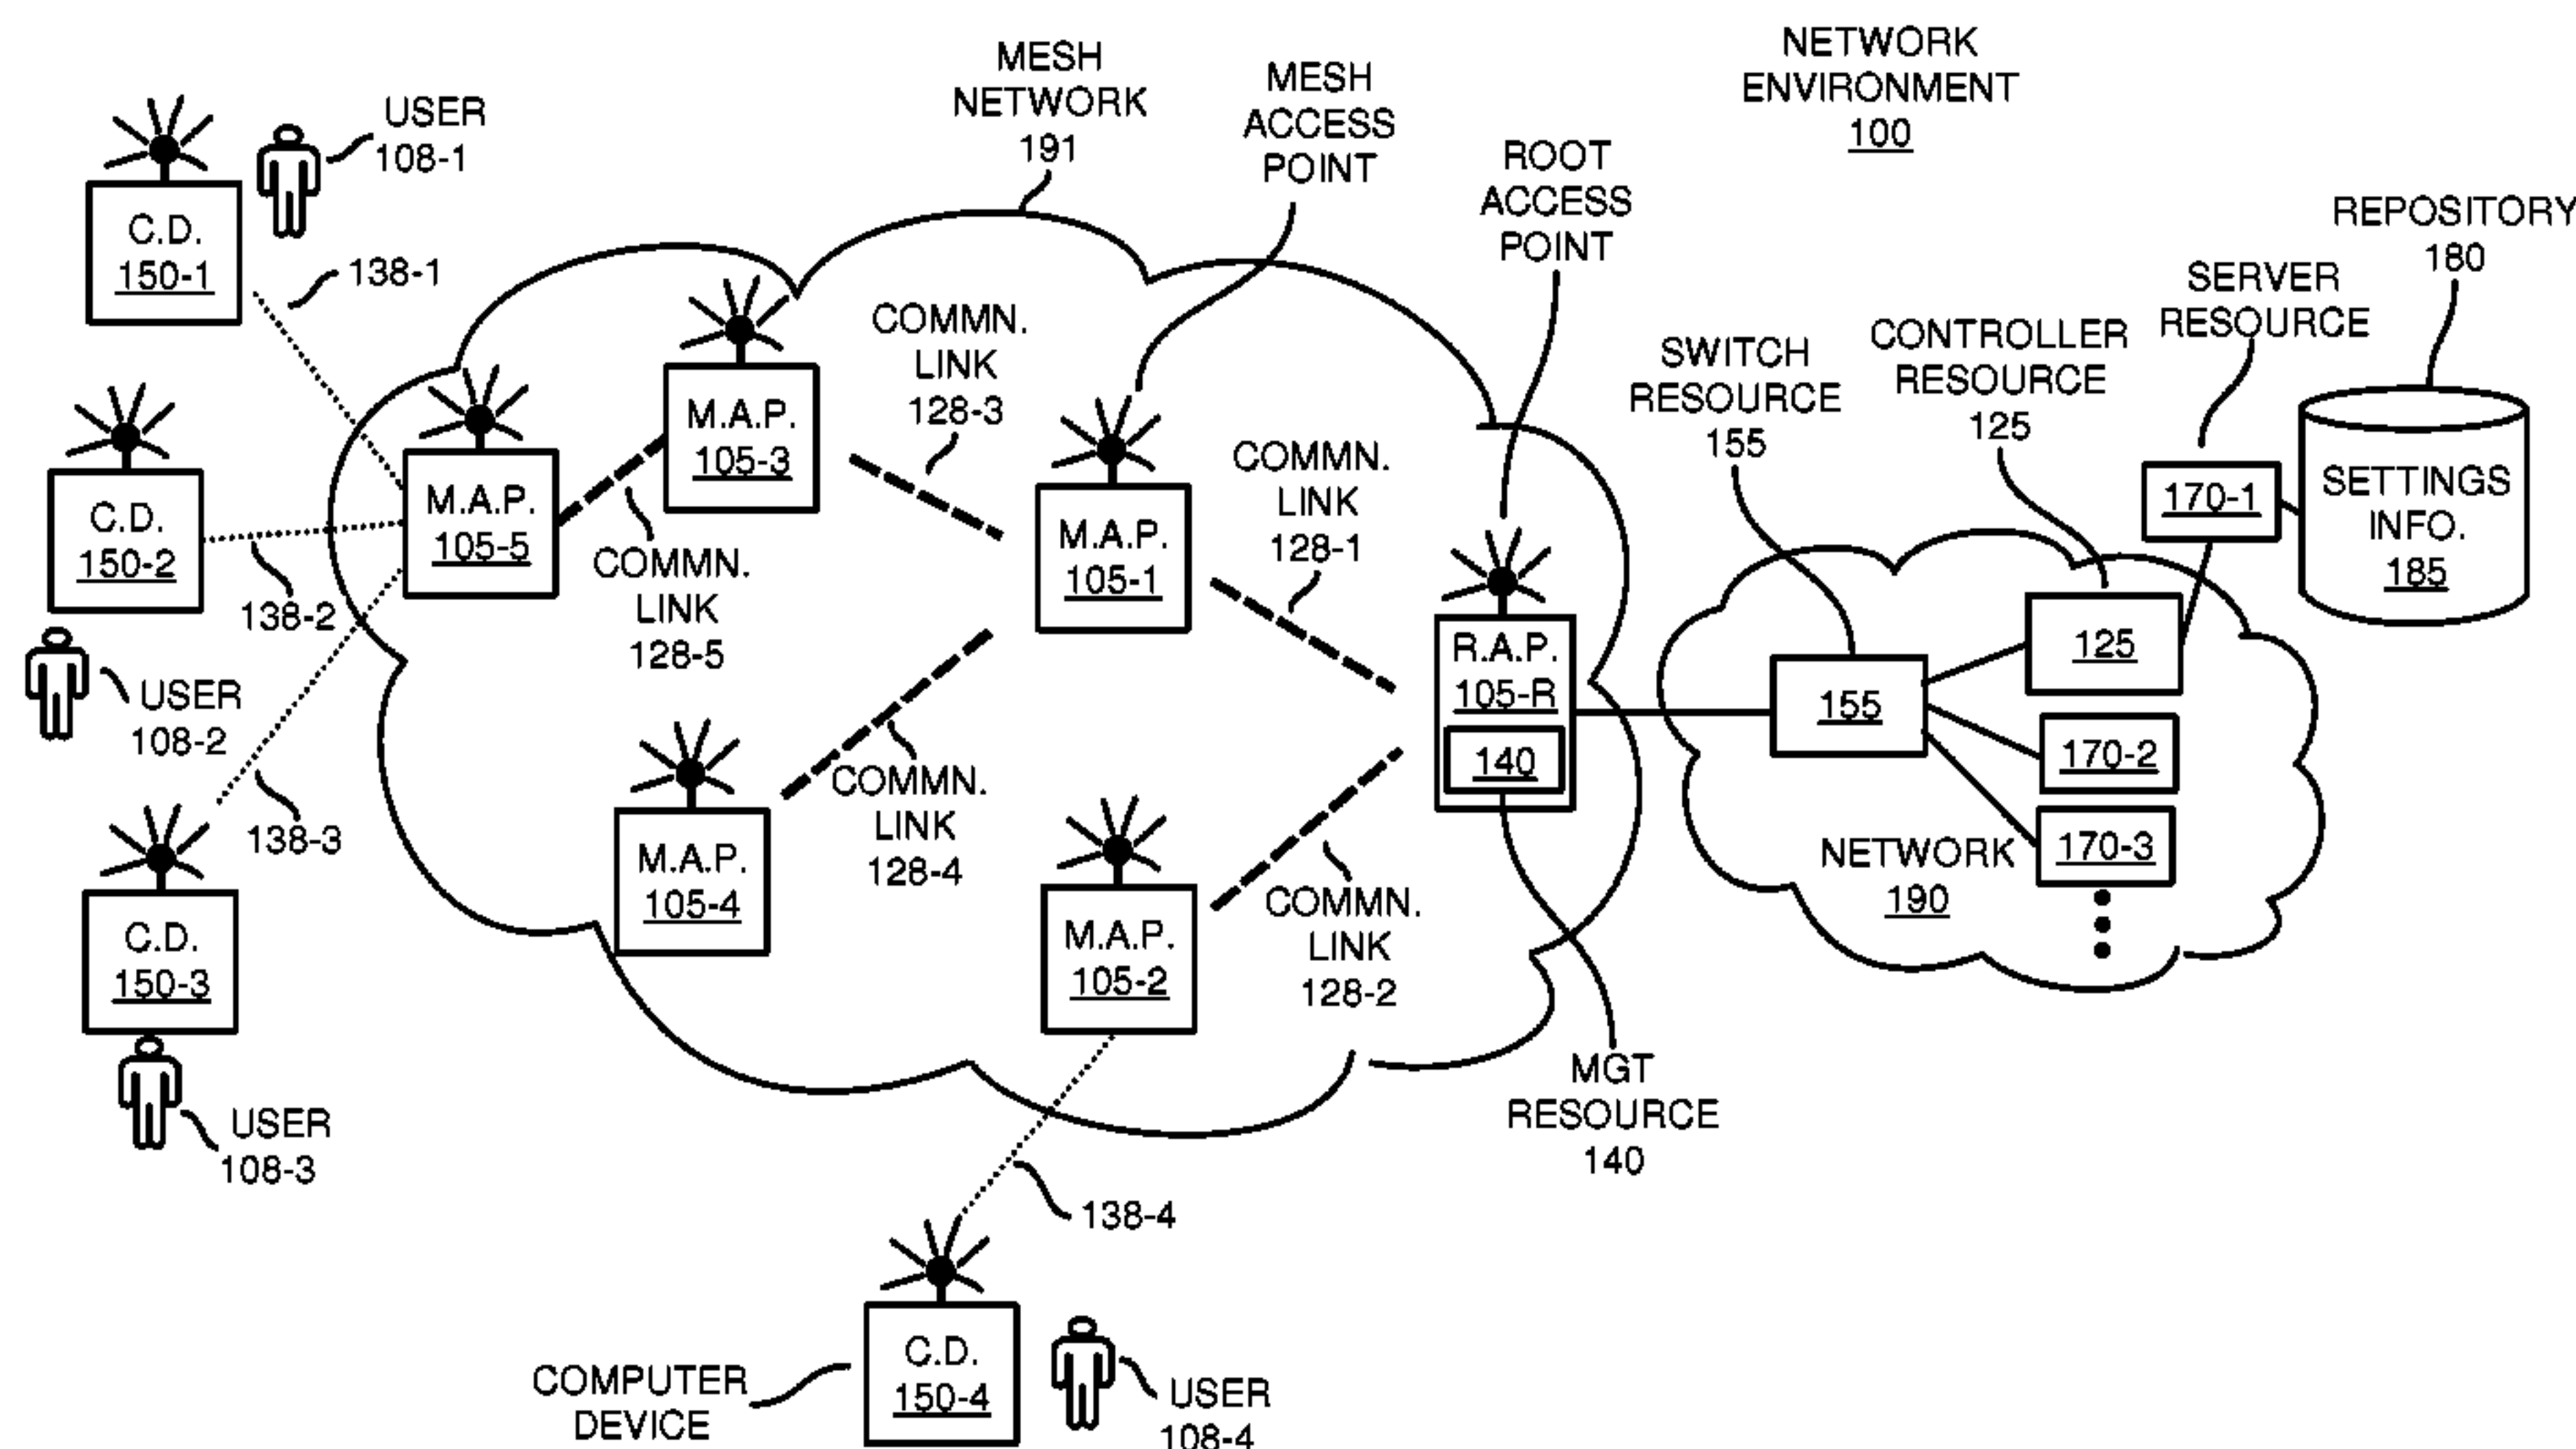 NETWORK
ENVIRONMENT
100
MESH
NETWORK
191
MESH
ACCESS
POINT
ROOT
ACCESS
POINT
USER
108-1
C.D.
150-1
138-1
C.D.
150-2
138-2
USER
108-2
138-3
C.D.
150-3
USER
108-3
M.A.P.
105-5
M.A.P.
105-3
COMMN.
LINK
128-3
COMMN.
LINK
128-5
M.A.P.
105-1
COMMN.
LINK
128-1
M.A.P.
105-4
COMMN.
LINK
128-4
M.A.P.
105-2
COMMN.
LINK
128-2
R.A.P.
105-R
140
MGT
RESOURCE
140
138-4
COMPUTER
DEVICE
C.D.
150-4
USER
108-4
SWITCH
RESOURCE
155
CONTROLLER
RESOURCE
125
SERVER
RESOURCE
REPOSITORY
180
170-1
SETTINGS
INFO.
185
155
125
170-2
170-3
NETWORK
190